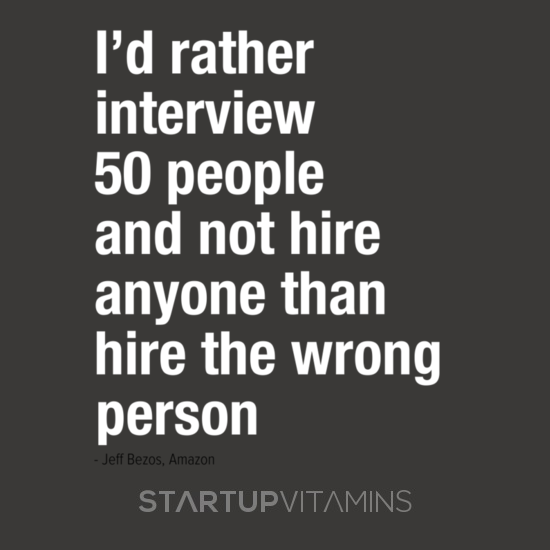 I’d rather
interview
50 people
and not hire
anyone than
hire the wrong
person
- Jeff Bezos, Amazon
STARTUPVITAMINS